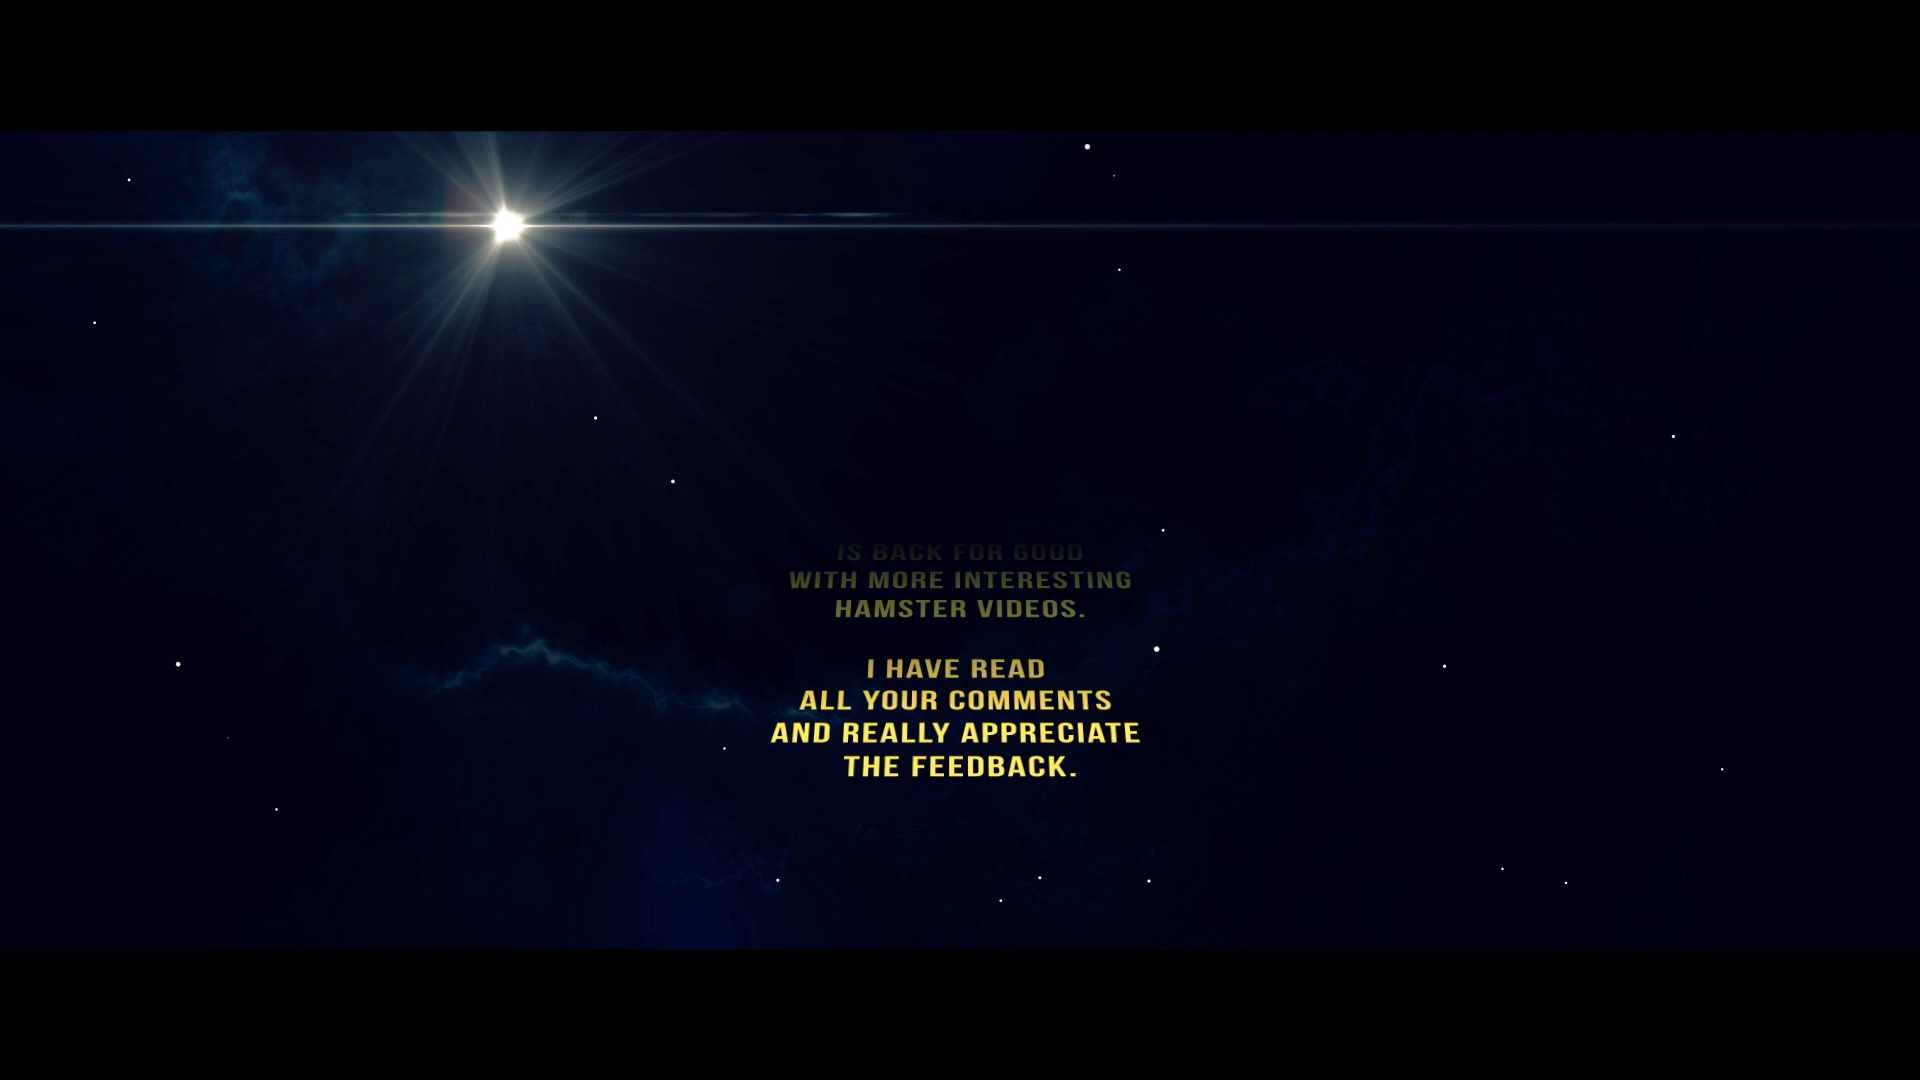 IS BACK FOR GOOD
WITH MORE INTERESTING
HAMSTER VIDEOS.
I HAVE READ
ALL YOUR COMMENTS
AND REALLY APPRECIATE
THE FEEDBACK.